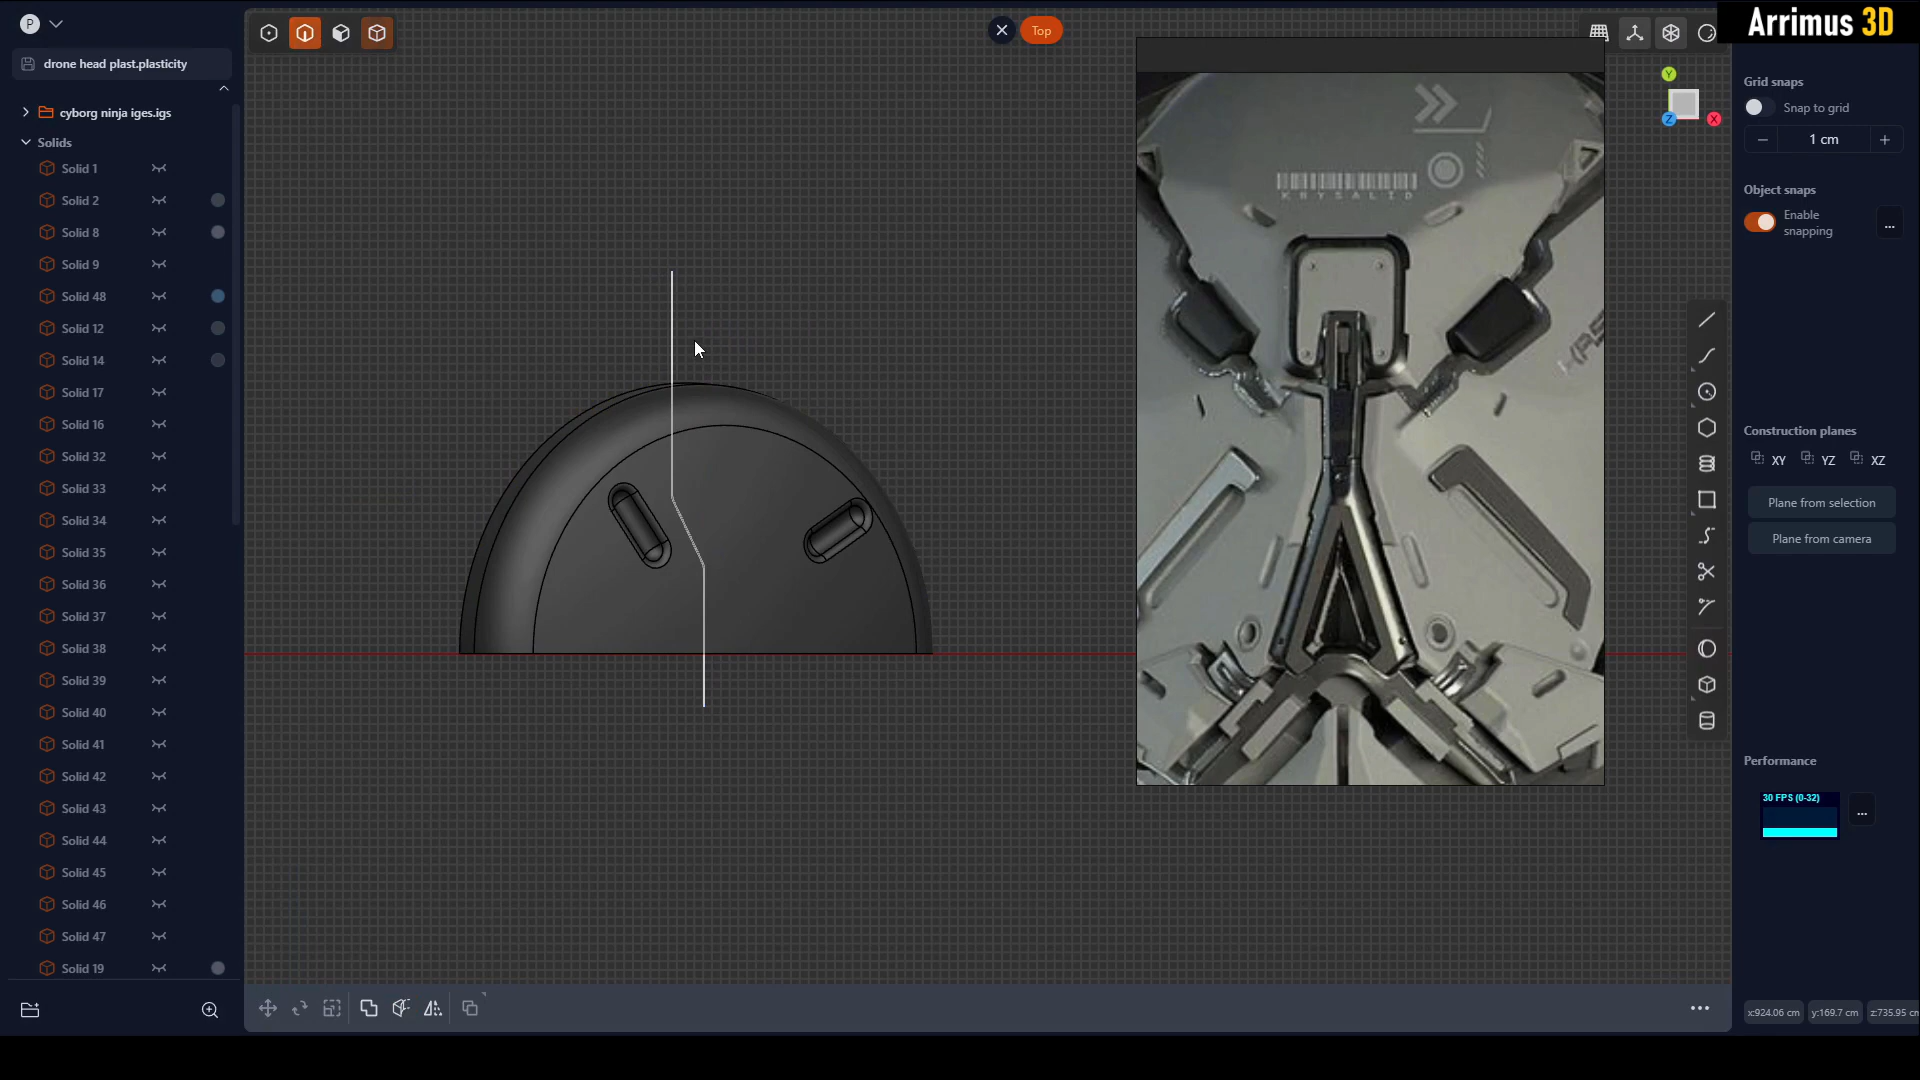 P
drone head plast.plasticity
cyborg ninja iges.igs
Solids
Solid 1
Solid 2
Solid 8
Solid 9
Solid 48
Solid 12
Solid 14
Solid 17
Solid 16
Solid 32
Solid 33
Solid 34
Solid 35
Solid 36
Solid 37
Solid 38
Solid 39
Solid 40
Solid 41
Solid 42
Solid 43
Solid 44
Solid 45
Solid 46
Solid 47
Solid 19
Top
KRYSALID
Y
Z
X
Arrimus 3D
Grid snaps
Snap to grid
1 cm
Object snaps
Enable
snapping
...
Construction planes
XY YZ XZ
Plane from selection
Plane from camera
Performance
30 FPS (0-32)
...
x:924.06 cm y:169.7 cm z:735.95 cm